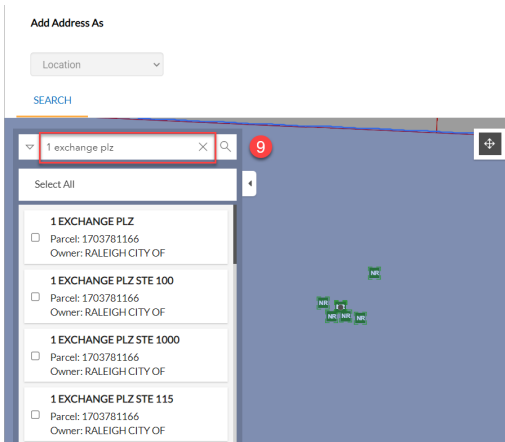 Add Address As
Location
SEARCH
1 exchange plz
9
Select All
1 EXCHANGE PLZ
Parcel: 1703781166
Owner: RALEIGH CITY OF
1 EXCHANGE PLZ STE 100
Parcel: 1703781166
Owner: RALEIGH CITY OF
1 EXCHANGE PLZ STE 1000
Parcel: 1703781166
Owner: RALEIGH CITY OF
1 EXCHANGE PLZ STE 115
Parcel: 1703781166
Owner: RALEIGH CITY OF
NR
NR
NR NR NR